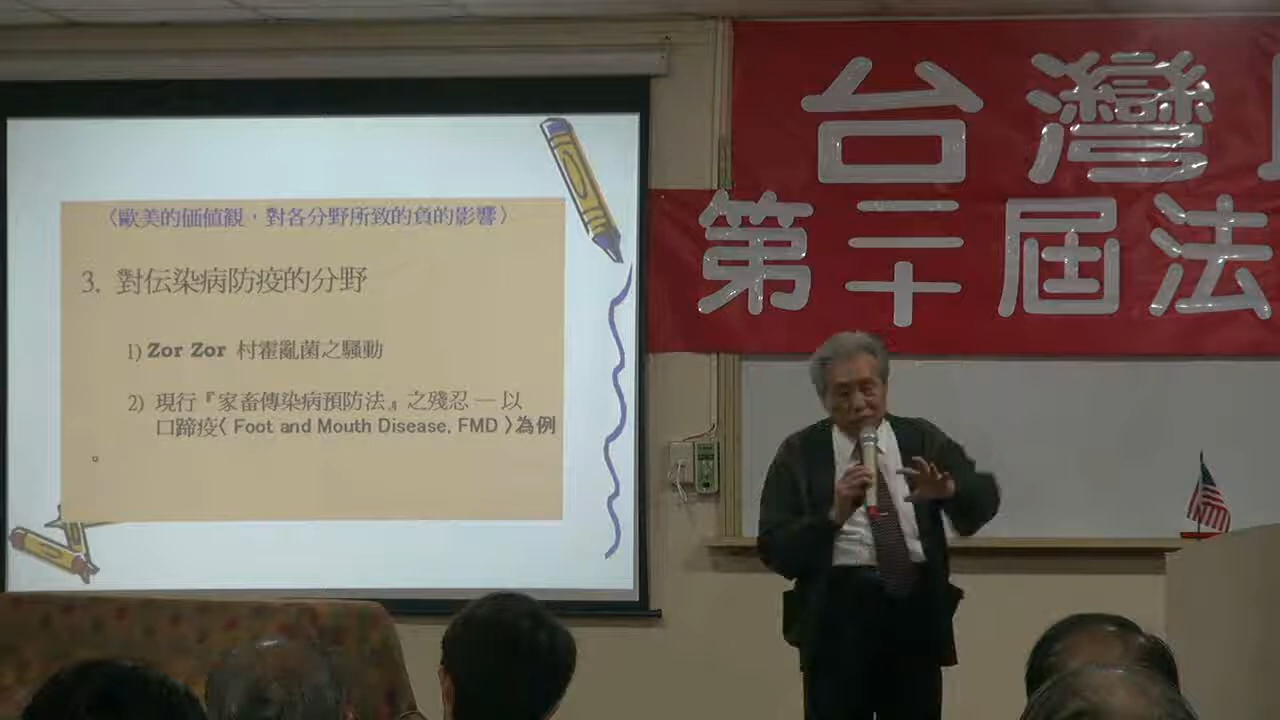 〈歐美的価値観，對各分野所致的負的影響〉
3. 對伝染病防疫的分野
1) Zor Zor 村霍亂菌之騷動
2) 現行『家畜傳染病預防法』之殘忍 — 以
口蹄疫〈 Foot and Mouth Disease, FMD 〉為例
。
台灣
第二十屆法